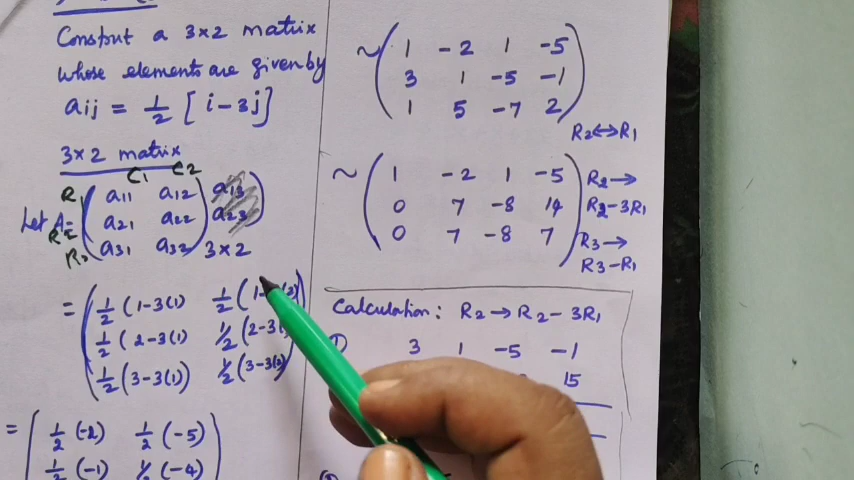 Construct a 3×2 matrix
whose elements are given by
aij = 1/2 [ i-3j ]
3×2 matrix
C1 C2
R1 ( a11 a12 ) a13
Let A= R2 ( a21 a22 ) a23
( a31 a32 ) 3×2
= ( 1/2 (1-3(1) 1/2 (1-
1/2 ( 2-3(1) 1/2 (2-3(
1/2 (3-3(1) 1/2 (3-3(2)
= ( 1/2 (-2) 1/2 (-5)
1/2 (-1) 1/2 (-4)
~ ( 1 -2 1 -5
3 1 -5 -1
1 5 -7 2 )
R2↔R1
~ ( 1 -2 1 -5 ) R2→
0 7 -8 14 R2-3R1
0 7 -8 7 R3→
R3-R1
Calculation: R2→R2-3R1
3 1 -5 -1
15